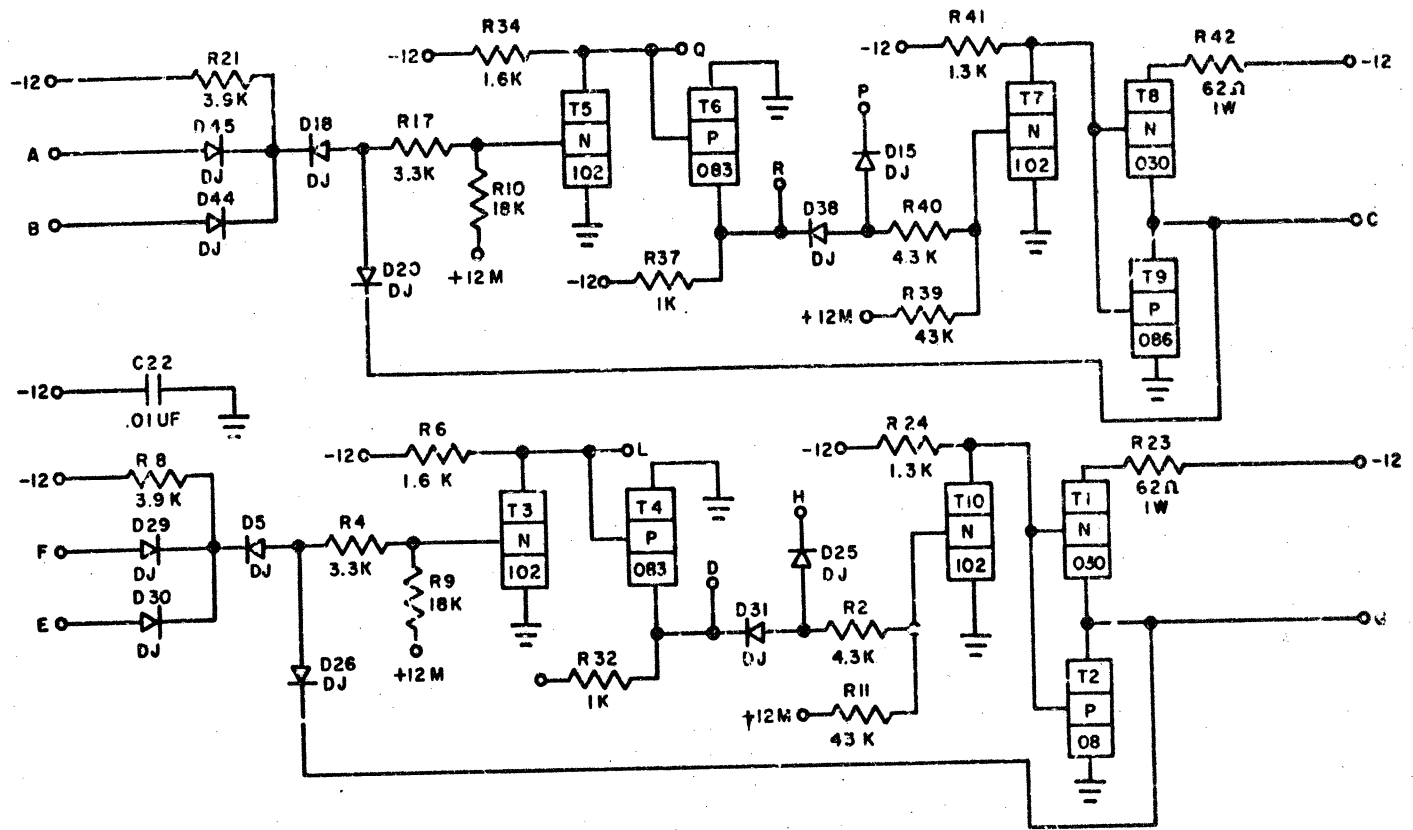 -12
R21
3.9K
A
D45
DJ
B
D44
DJ
D18
DJ
R17
3.3K
R10
18K
+12M
D20
DJ
-12
R34
1.6K
Q
T5
N
102
T6
P
083
-12
R37
1K
R
D38
DJ
P
D15
DJ
R40
4.3K
+12M
R39
43K
-12
R41
1.3K
T7
N
102
T8
N
030
R42
62Ω
1W
-12
C
T9
P
086
-12
C22
.01UF
-12
R8
3.9K
F
D29
DJ
E
D30
DJ
D5
DJ
R4
3.3K
R9
18K
+12M
D26
DJ
-12
R6
1.6K
L
T3
N
102
T4
P
083
R32
1K
D
D31
DJ
H
D25
DJ
R2
4.3K
+12M
R11
43K
-12
R24
1.3K
T10
N
102
T1
N
030
R23
62Ω
1W
-12
T2
P
08